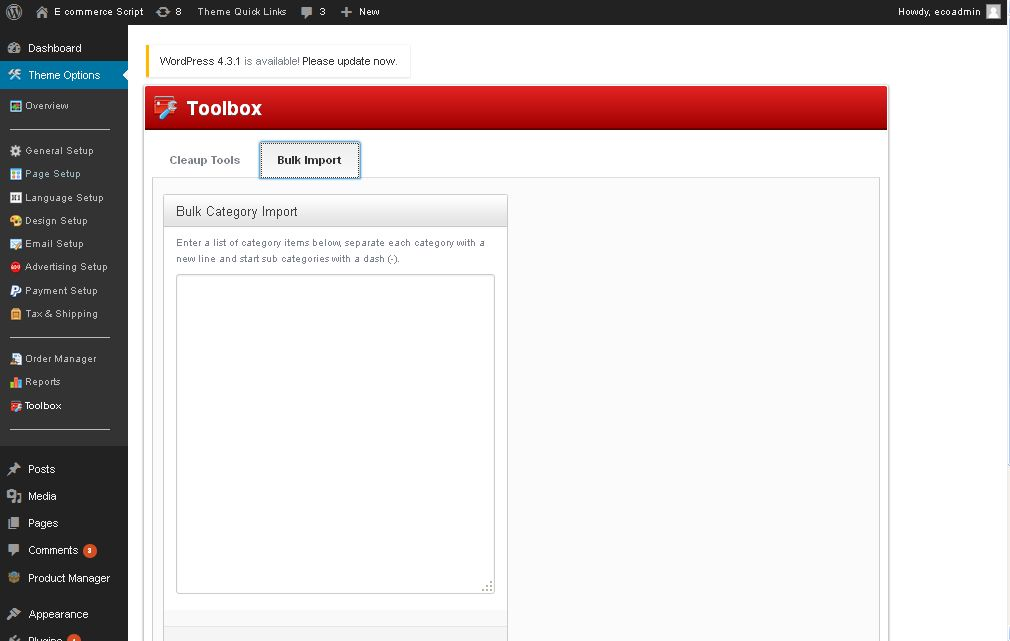 E commerce Script 8 Theme Quick Links 3 New Howdy, ecoadmin
Dashboard
Theme Options
Overview
General Setup
Page Setup
Language Setup
Design Setup
Email Setup
Advertising Setup
Payment Setup
Tax & Shipping
Order Manager
Reports
Toolbox
Posts
Media
Pages
Comments 3
Product Manager
Appearance
Plugins
WordPress 4.3.1 is available! Please update now.
Toolbox
Cleaup Tools Bulk Import
Bulk Category Import
Enter a list of category items below, separate each category with a
new line and start sub categories with a dash (-).